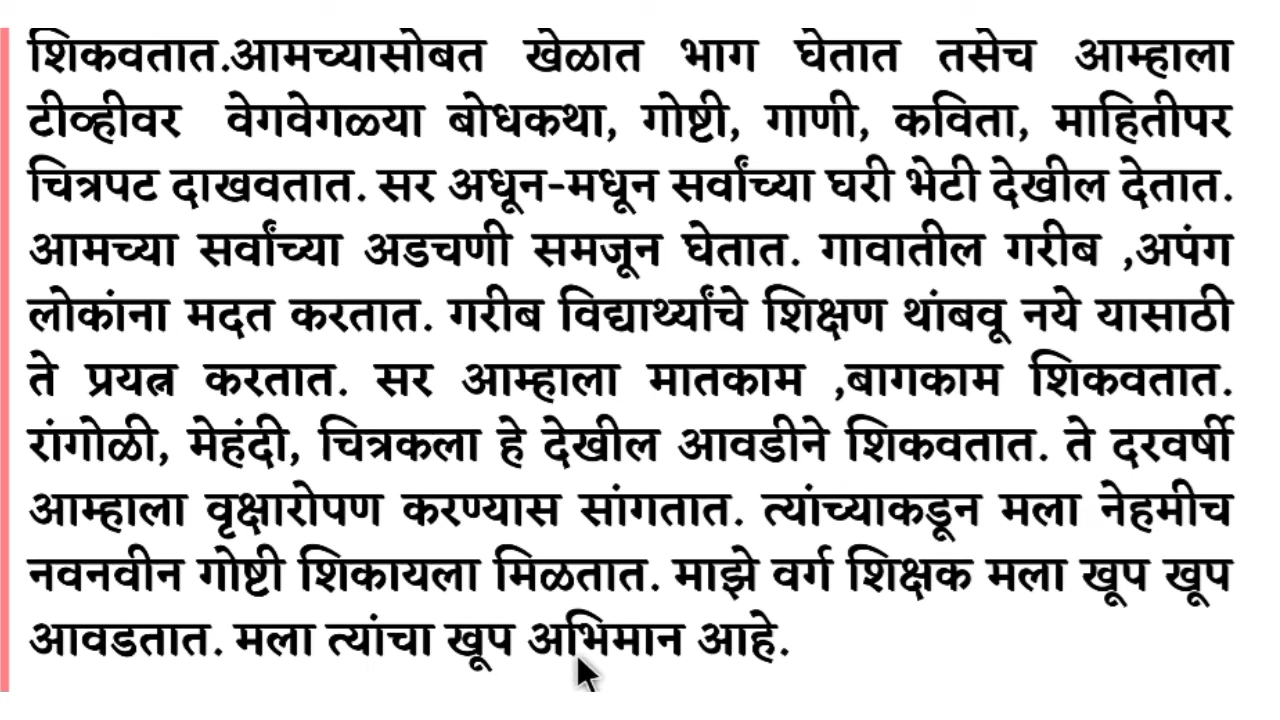 शिकवतात.आमच्यासोबत खेळात भाग घेतात तसेच आम्हाला
टीव्हीवर वेगवेगळ्या बोधकथा, गोष्टी, गाणी, कविता, माहितीपर
चित्रपट दाखवतात. सर अधून-मधून सर्वांच्या घरी भेटी देखील देतात.
आमच्या सर्वांच्या अडचणी समजून घेतात. गावातील गरीब ,अपंग
लोकांना मदत करतात. गरीब विद्यार्थ्यांचे शिक्षण थांबवू नये यासाठी
ते प्रयत्न करतात. सर आम्हाला मातकाम ,बागकाम शिकवतात.
रांगोळी, मेहंदी, चित्रकला हे देखील आवडीने शिकवतात. ते दरवर्षी
आम्हाला वृक्षारोपण करण्यास सांगतात. त्यांच्याकडून मला नेहमीच
नवनवीन गोष्टी शिकायला मिळतात. माझे वर्ग शिक्षक मला खूप खूप
आवडतात. मला त्यांचा खूप अभिमान आहे.